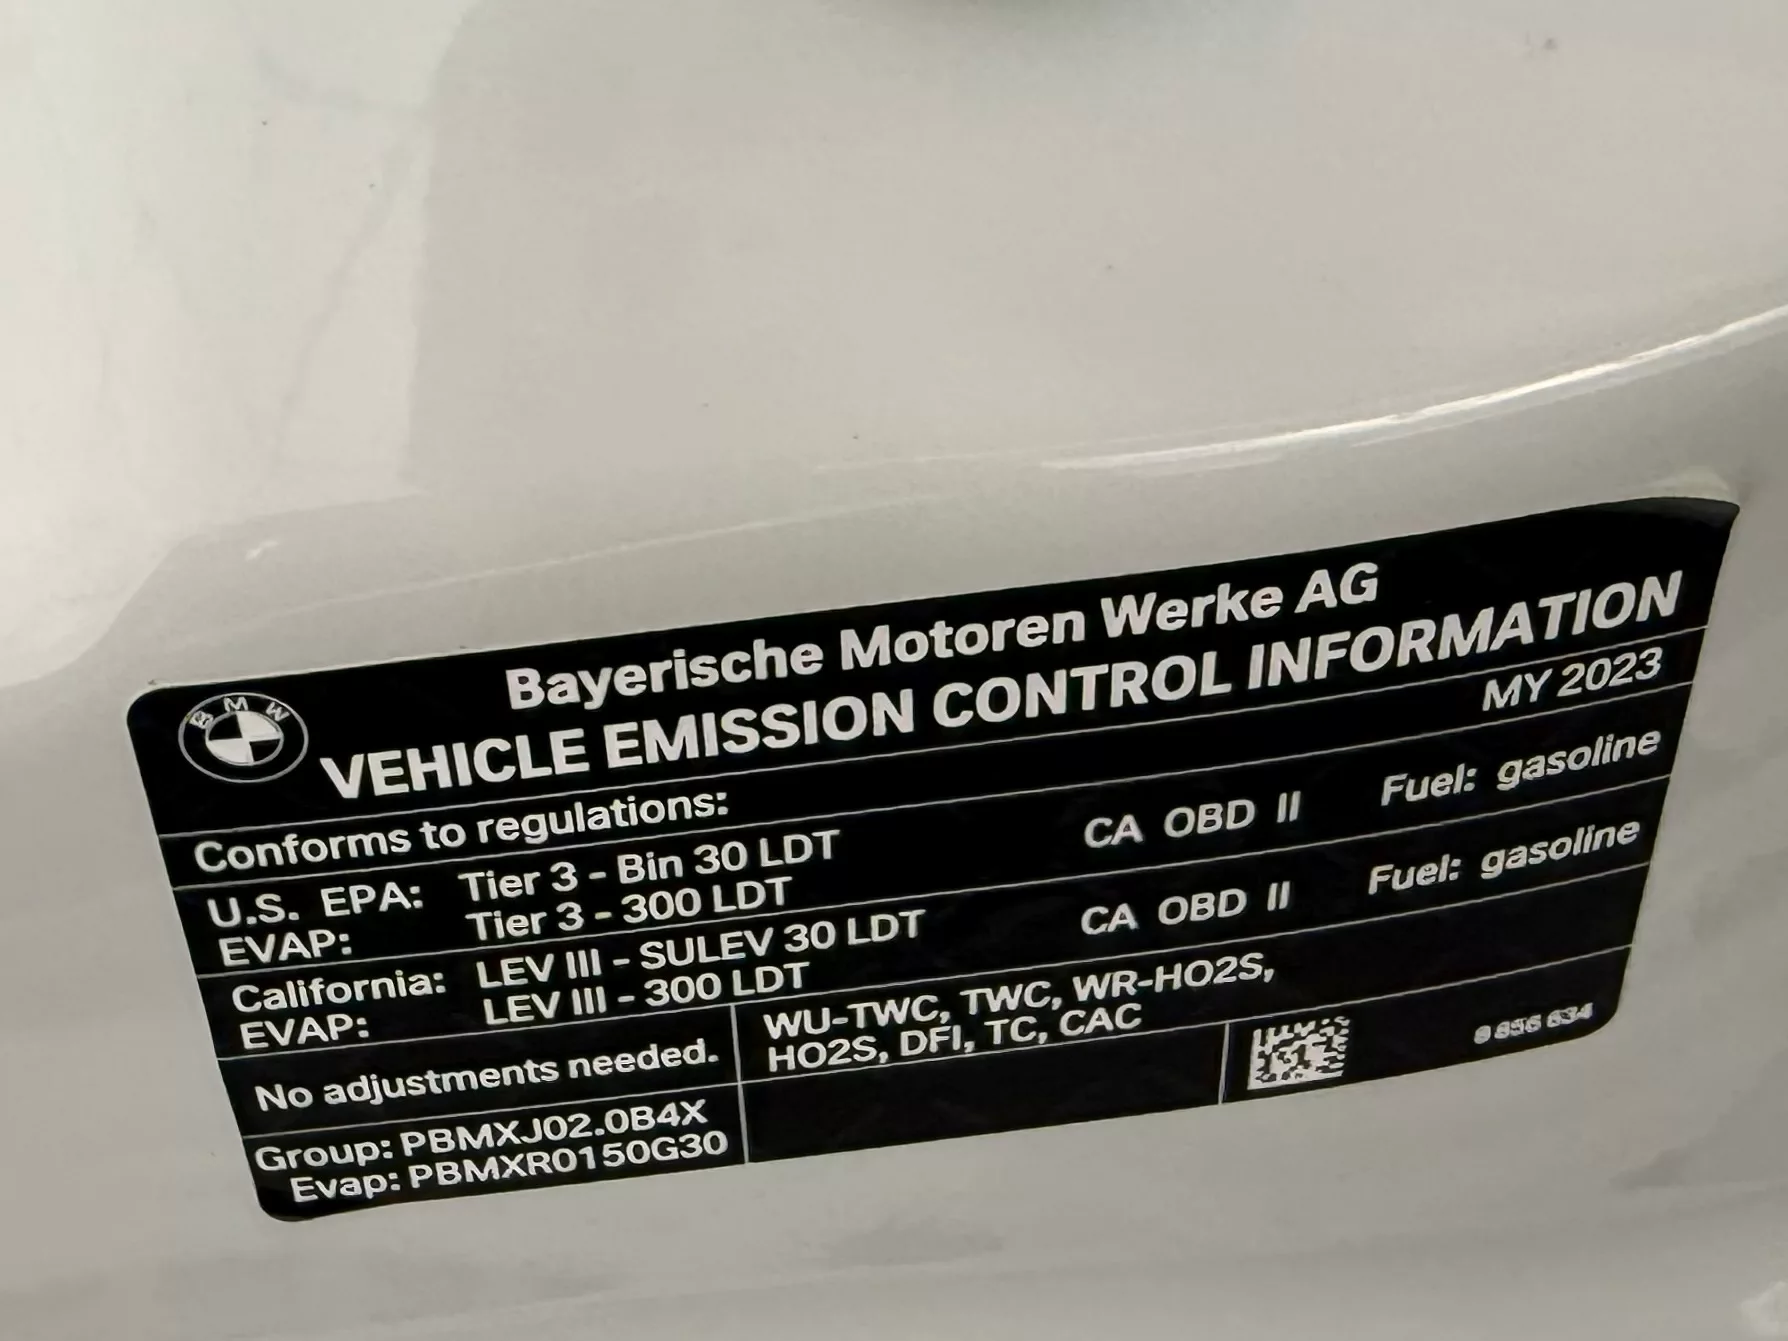 Bayerische Motoren Werke AG
BMW
VEHICLE EMISSION CONTROL INFORMATION
MY 2023
Conforms to regulations:
U.S. EPA: Tier 3 - Bin 30 LDT CA OBD II Fuel: gasoline
EVAP: Tier 3 - 300 LDT
California: LEV III - SULEV 30 LDT CA OBD II Fuel: gasoline
EVAP: LEV III - 300 LDT
No adjustments needed.
WU-TWC, TWC, WR-HO2S,
HO2S, DFI, TC, CAC
Group: PBMXJ02.0B4X
Evap: PBMXR0150G30